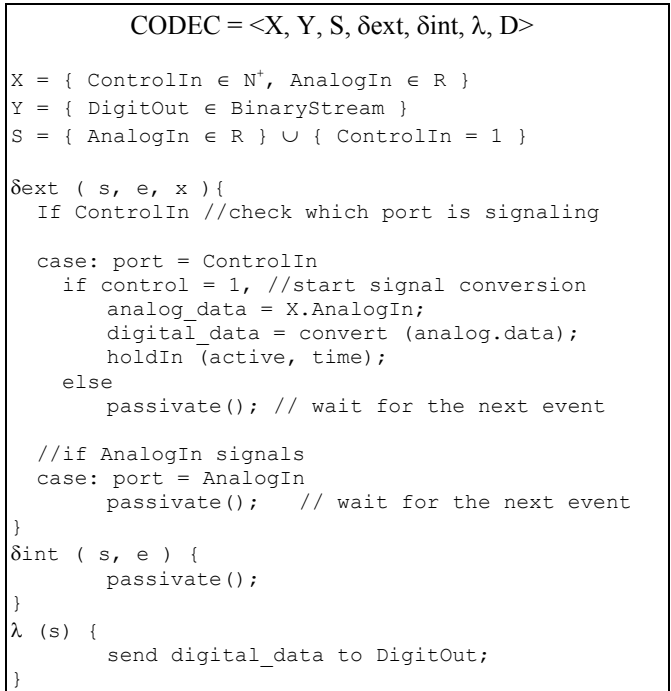 CODEC = <X, Y, S, δext, δint, λ, D>
X = { ControlIn ∈ N⁺, AnalogIn ∈ R }
Y = { DigitOut ∈ BinaryStream }
S = { AnalogIn ∈ R } ∪ { ControlIn = 1 }
δext ( s, e, x ){
If ControlIn //check which port is signaling
case: port = ControlIn
if control = 1, //start signal conversion
analog_data = X.AnalogIn;
digital_data = convert (analog.data);
holdIn (active, time);
else
passivate(); // wait for the next event
//if AnalogIn signals
case: port = AnalogIn
passivate(); // wait for the next event
}
δint ( s, e ) {
passivate();
}
λ (s) {
send digital_data to DigitOut;
}